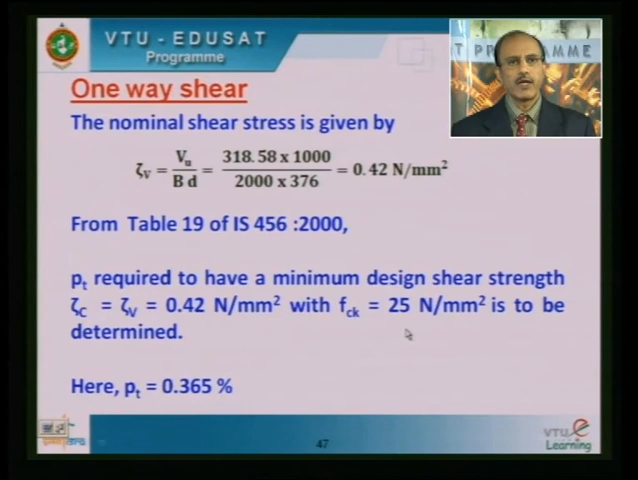 VTU - EDUSAT
Programme
T PROGRAMME
One way shear
The nominal shear stress is given by
ζv = Vu / B d = 318.58 x 1000 / 2000 x 376 = 0.42 N/mm²
From Table 19 of IS 456 :2000,
pt required to have a minimum design shear strength
ζC = ζV = 0.42 N/mm² with fck = 25 N/mm² is to be
determined.
Here, pt = 0.365 %
47
VTU e
Learning